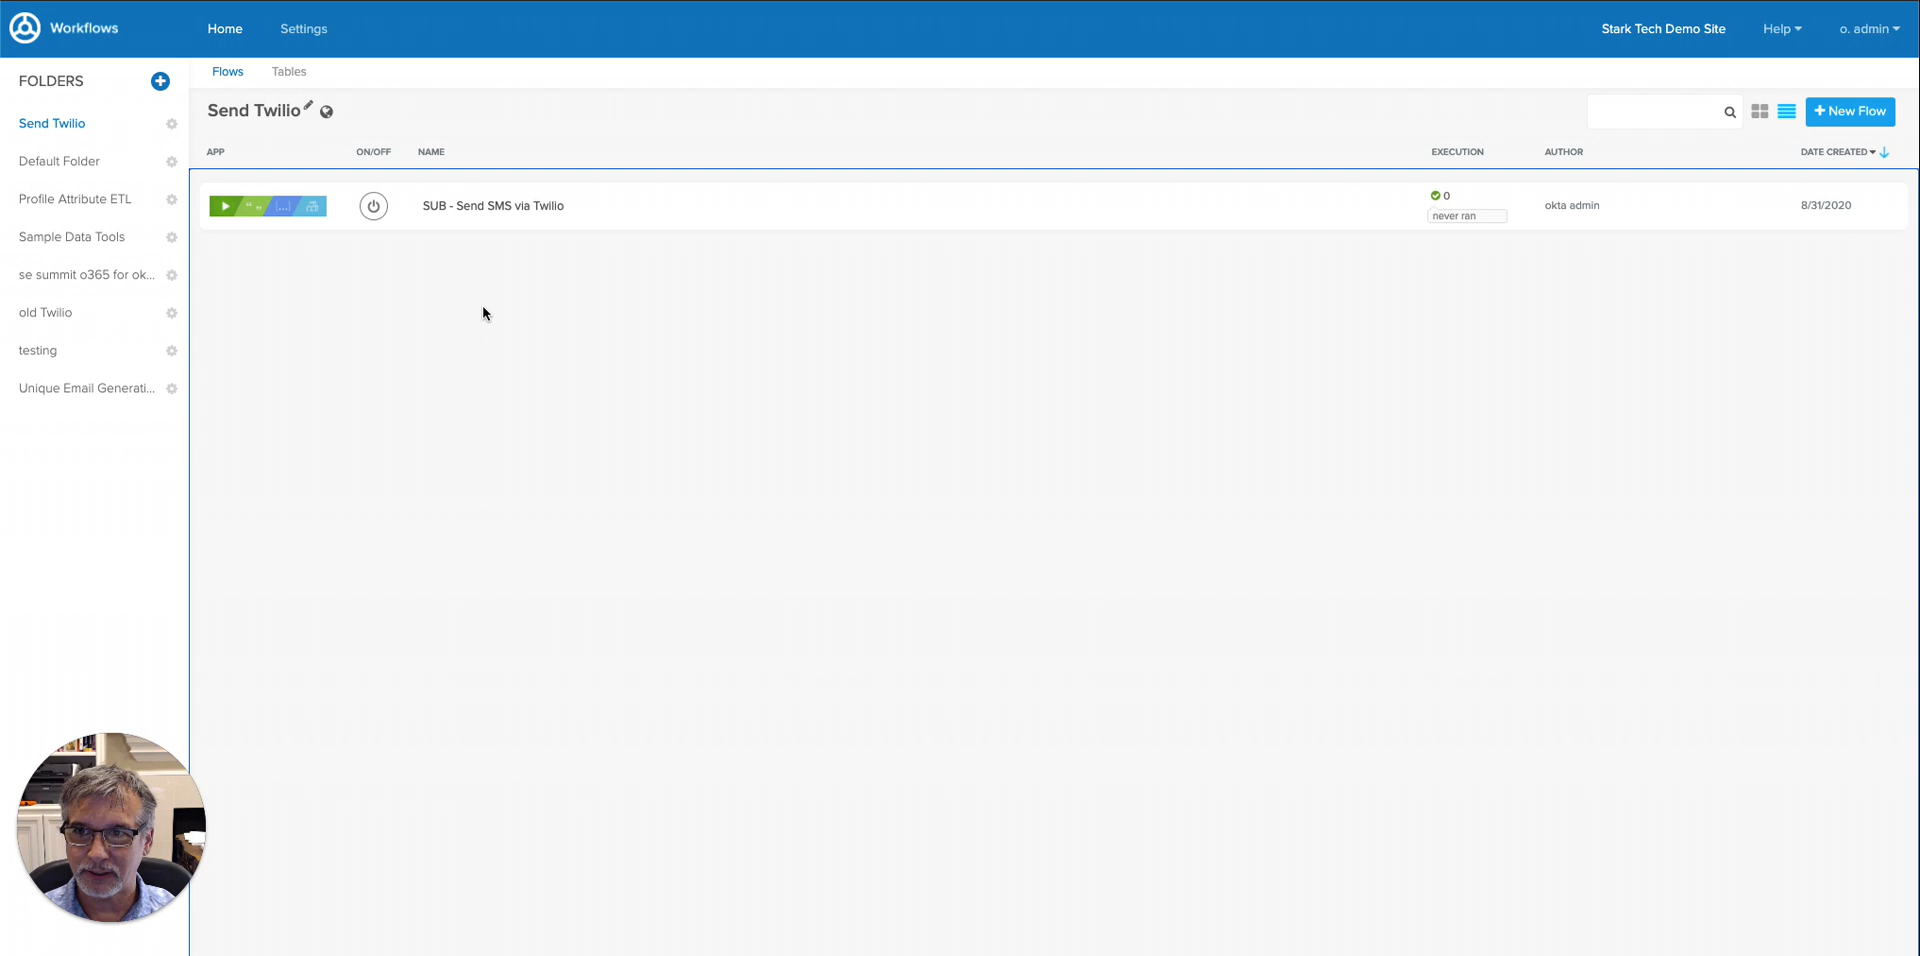 Workflows
Home
Settings
Stark Tech Demo Site
Help
o. admin
FOLDERS
Flows
Tables
Send Twilio
Send Twilio
+ New Flow
Default Folder
Profile Attribute ETL
Sample Data Tools
se summit o365 for ok...
old Twilio
testing
Unique Email Generati...
APP
ON/OFF
NAME
EXECUTION
AUTHOR
DATE CREATED
SUB - Send SMS via Twilio
0
never ran
okta admin
8/31/2020